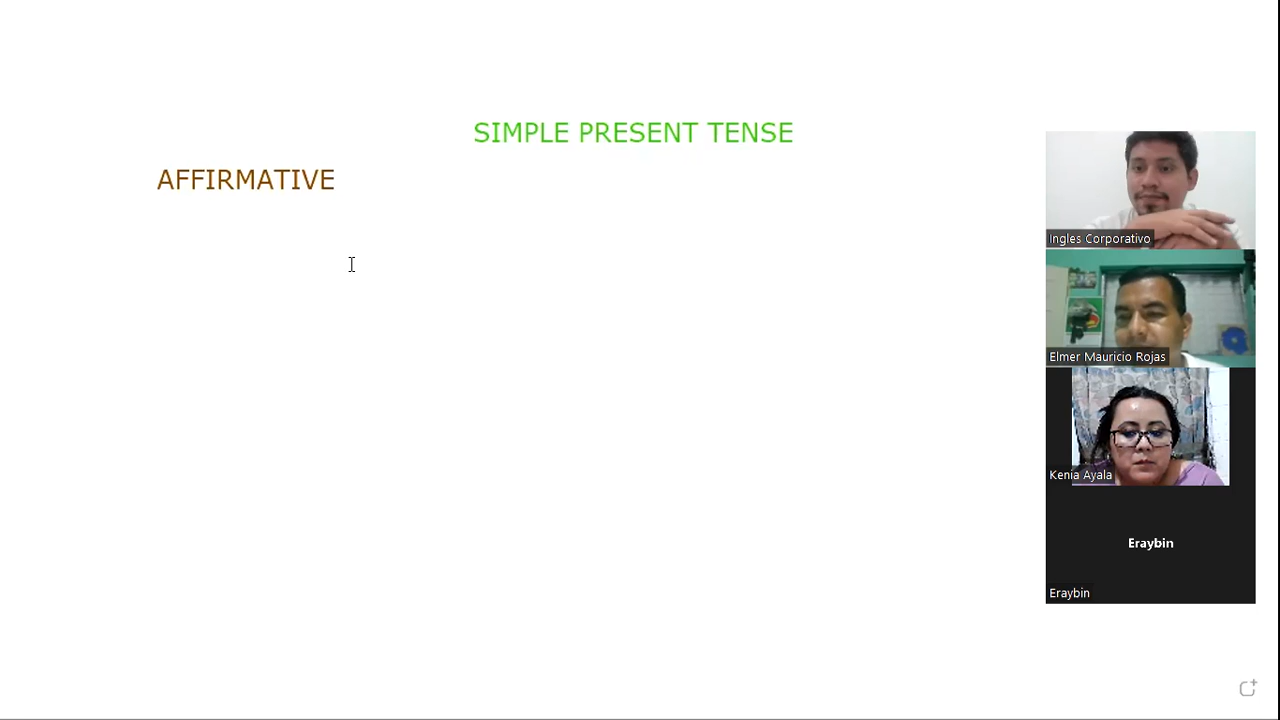 SIMPLE PRESENT TENSE
AFFIRMATIVE
Ingles Corporativo
Elmer Mauricio Rojas
Kenia Ayala
Eraybin
Eraybin